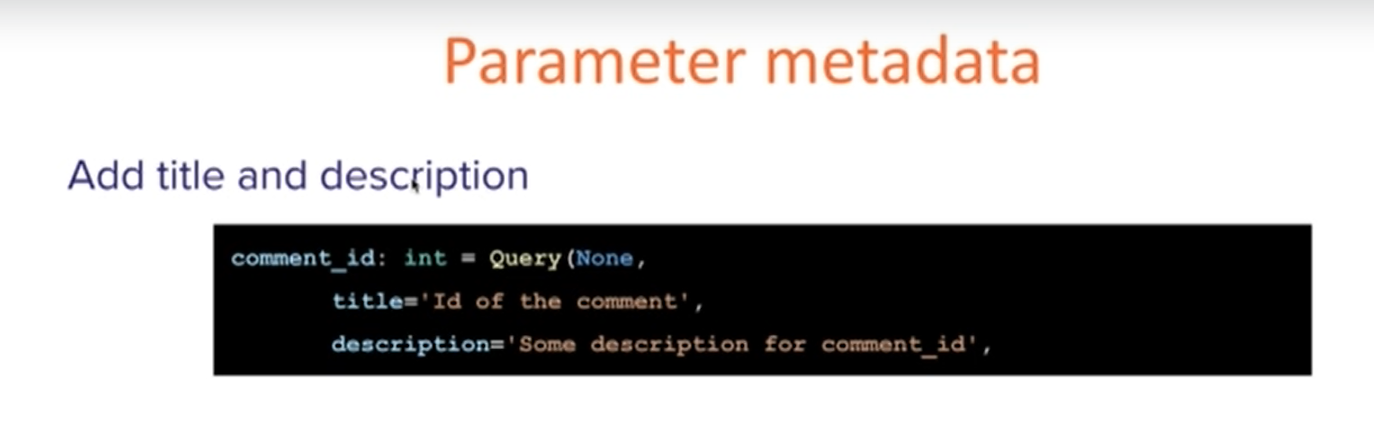 Parameter metadata
Add title and description
comment_id: int = Query(None,
title='Id of the comment',
description='Some description for comment_id',